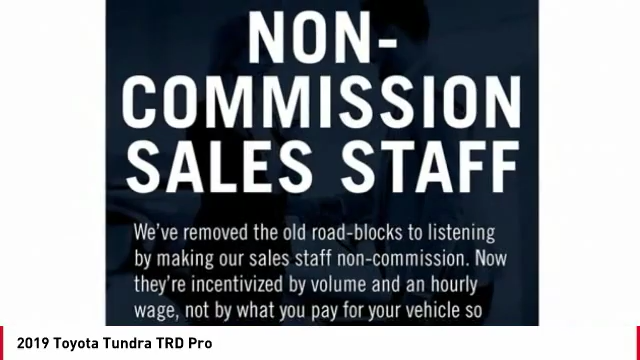 NON-
COMMISSION
SALES STAFF
We've removed the old road-blocks to listening
by making our sales staff non-commission. Now
they're incentivized by volume and an hourly
wage, not by what you pay for your vehicle so
2019 Toyota Tundra TRD Pro